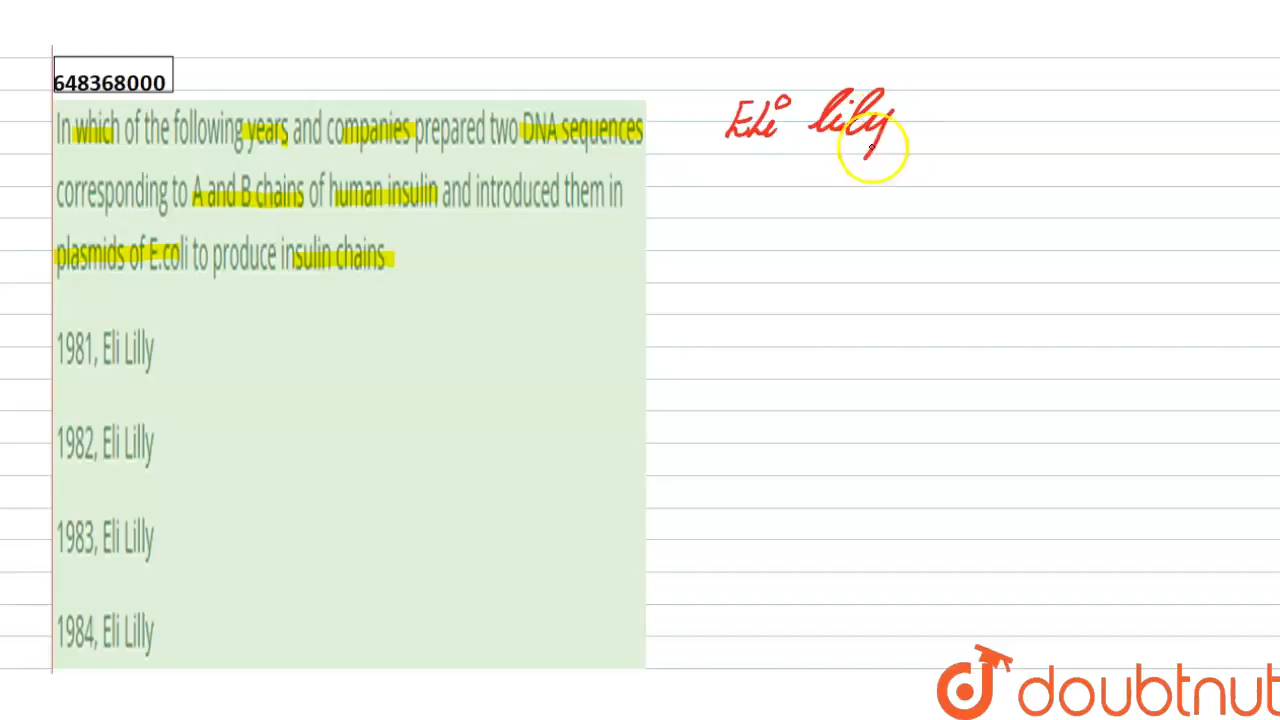 648368000
In which of the following years and companies prepared two DNA sequences
corresponding to A and B chains of human insulin and introduced them in
plasmids of E.coli to produce insulin chains
1981, Eli Lilly
1982, Eli Lilly
1983, Eli Lilly
1984, Eli Lilly
Eli lily
doubtnut